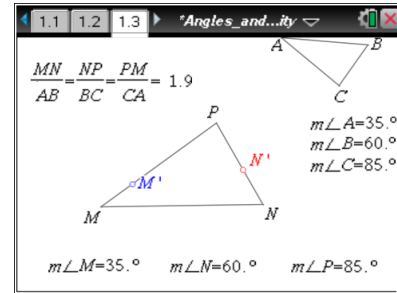 1.1 1.2 1.3 *Angles_and...ity
A B
MN/AB = NP/BC = PM/CA = 1.9
C
P
m∠A=35.°
m∠B=60.°
m∠C=85.°
N'
M'
M N
m∠M=35.° m∠N=60.° m∠P=85.°